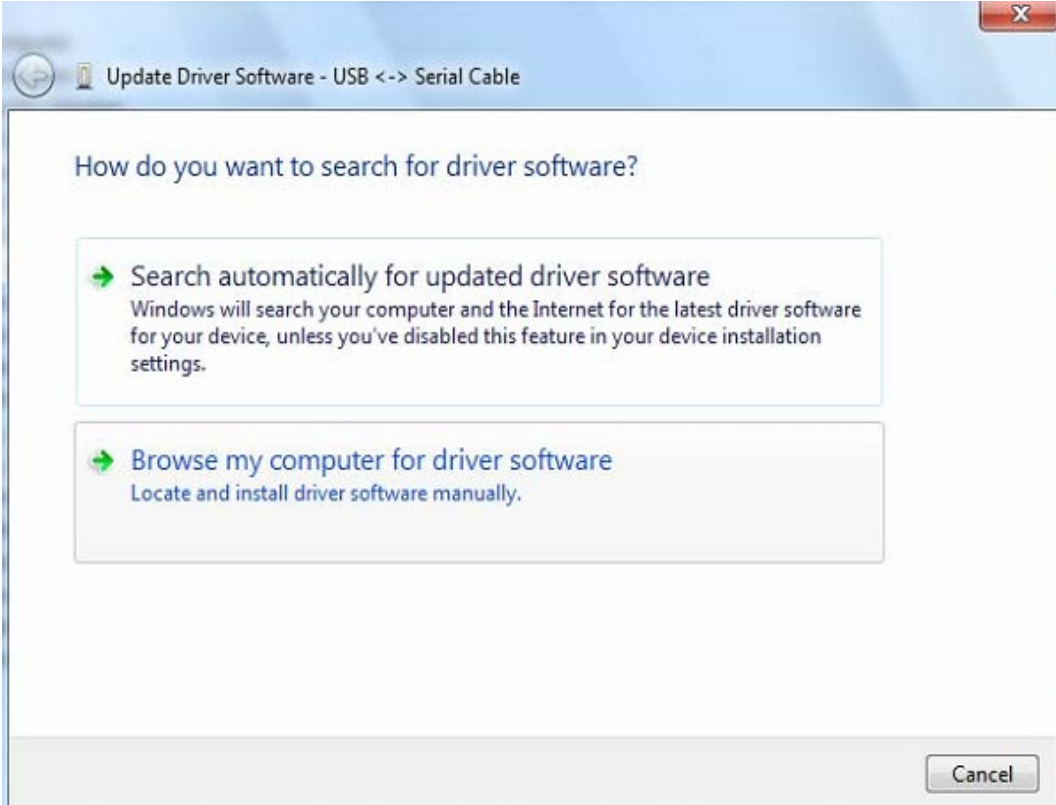 X
Update Driver Software - USB <-> Serial Cable
How do you want to search for driver software?
Search automatically for updated driver software
Windows will search your computer and the Internet for the latest driver software
for your device, unless you've disabled this feature in your device installation
settings.
Browse my computer for driver software
Locate and install driver software manually.
Cancel